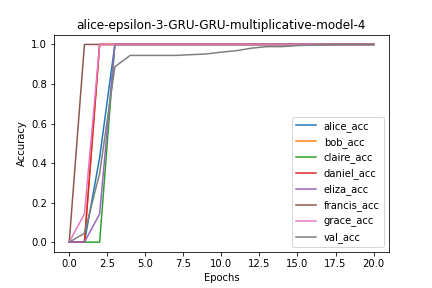 alice-epsilon-3-GRU-GRU-multiplicative-model-4
Accuracy
1.0
0.8
0.6
0.4
0.2
0.0
alice_acc
bob_acc
claire_acc
daniel_acc
eliza_acc
francis_acc
grace_acc
val_acc
0.0 2.5 5.0 7.5 10.0 12.5 15.0 17.5 20.0
Epochs